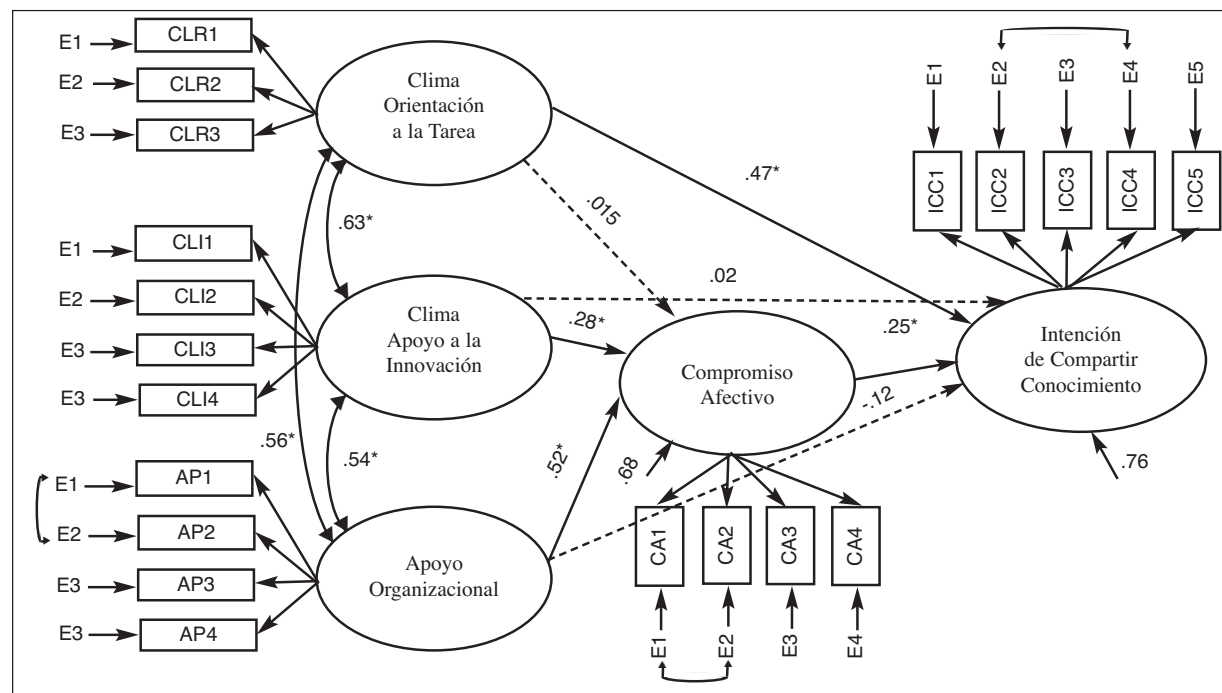 E1
CLR1
E2
CLR2
E3
CLR3
Clima
Orientación
a la Tarea
.47*
.015
.63*
E1
CLI1
E2
CLI2
E3
CLI3
E3
CLI4
Clima
Apoyo a la
Innovación
.02
.28*
.25*
Compromiso
Afectivo
-.12
.56*
.54*
.52*
.68
E1
AP1
E2
AP2
E3
AP3
E3
AP4
Apoyo
Organizacional
CA1
CA2
CA3
CA4
E1
E2
E3
E4
E1
E2
E3
E4
E5
ICC1
ICC2
ICC3
ICC4
ICC5
Intención
de Compartir
Conocimiento
.76